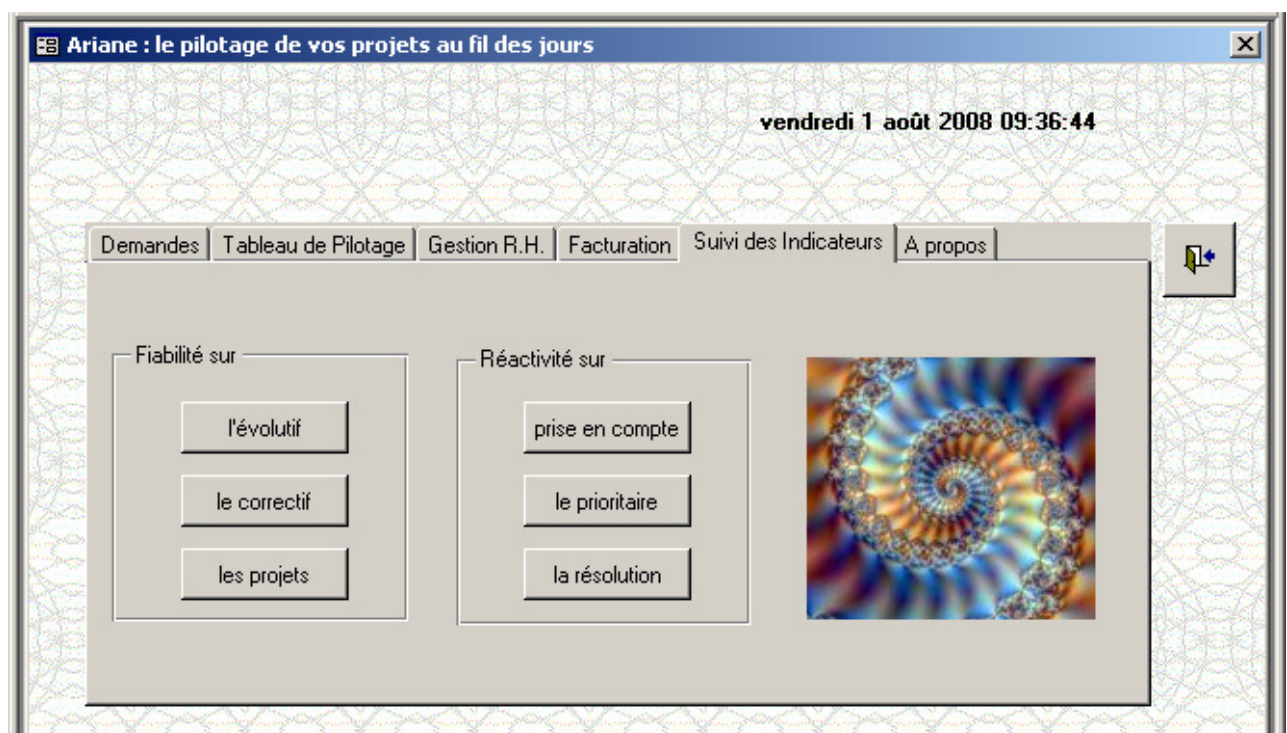 Ariane : le pilotage de vos projets au fil des jours
vendredi 1 août 2008 09:36:44
Demandes Tableau de Pilotage Gestion R.H. Facturation Suivi des Indicateurs A propos
Fiabilité sur Réactivité sur
l'évolutif prise en compte
le correctif le prioritaire
les projets la résolution